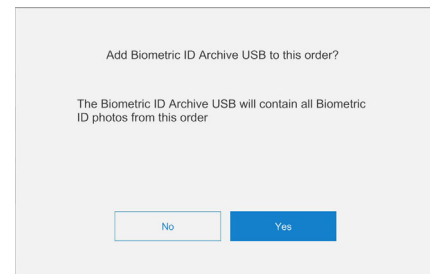 Add Biometric ID Archive USB to this order?
The Biometric ID Archive USB will contain all Biometric
ID photos from this order
No
Yes